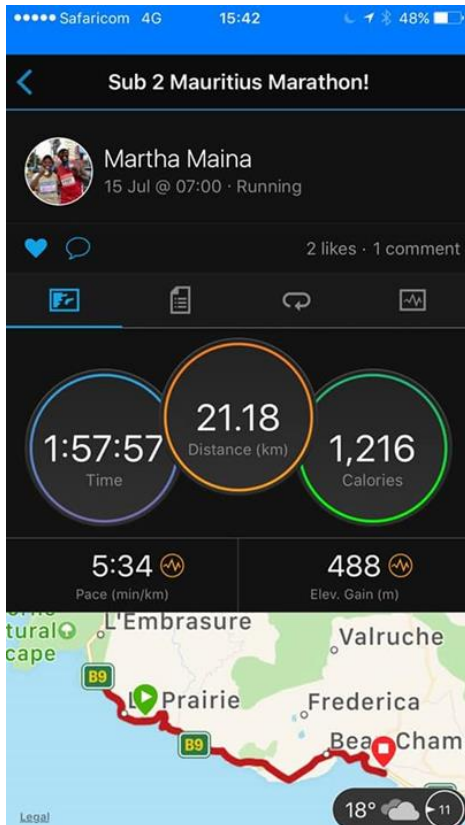 Safaricom 4G 15:42 48%
Sub 2 Mauritius Marathon!
Martha Maina
15 Jul @ 07:00 · Running
2 likes · 1 comment
1:57:57
Time
21.18
Distance (km)
1,216
Calories
5:34
Pace (min/km)
488
Elev. Gain (m)
L'Embrasure
cape
Valruche
B9
Prairie
Frederica
B9
Cham
Legal
18°
11